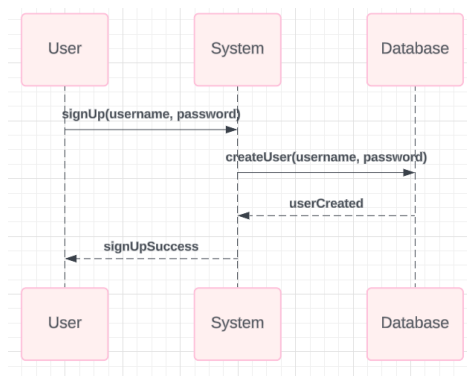 User System Database
signUp(username, password)
createUser(username, password)
userCreated
signUpSuccess
User System Database